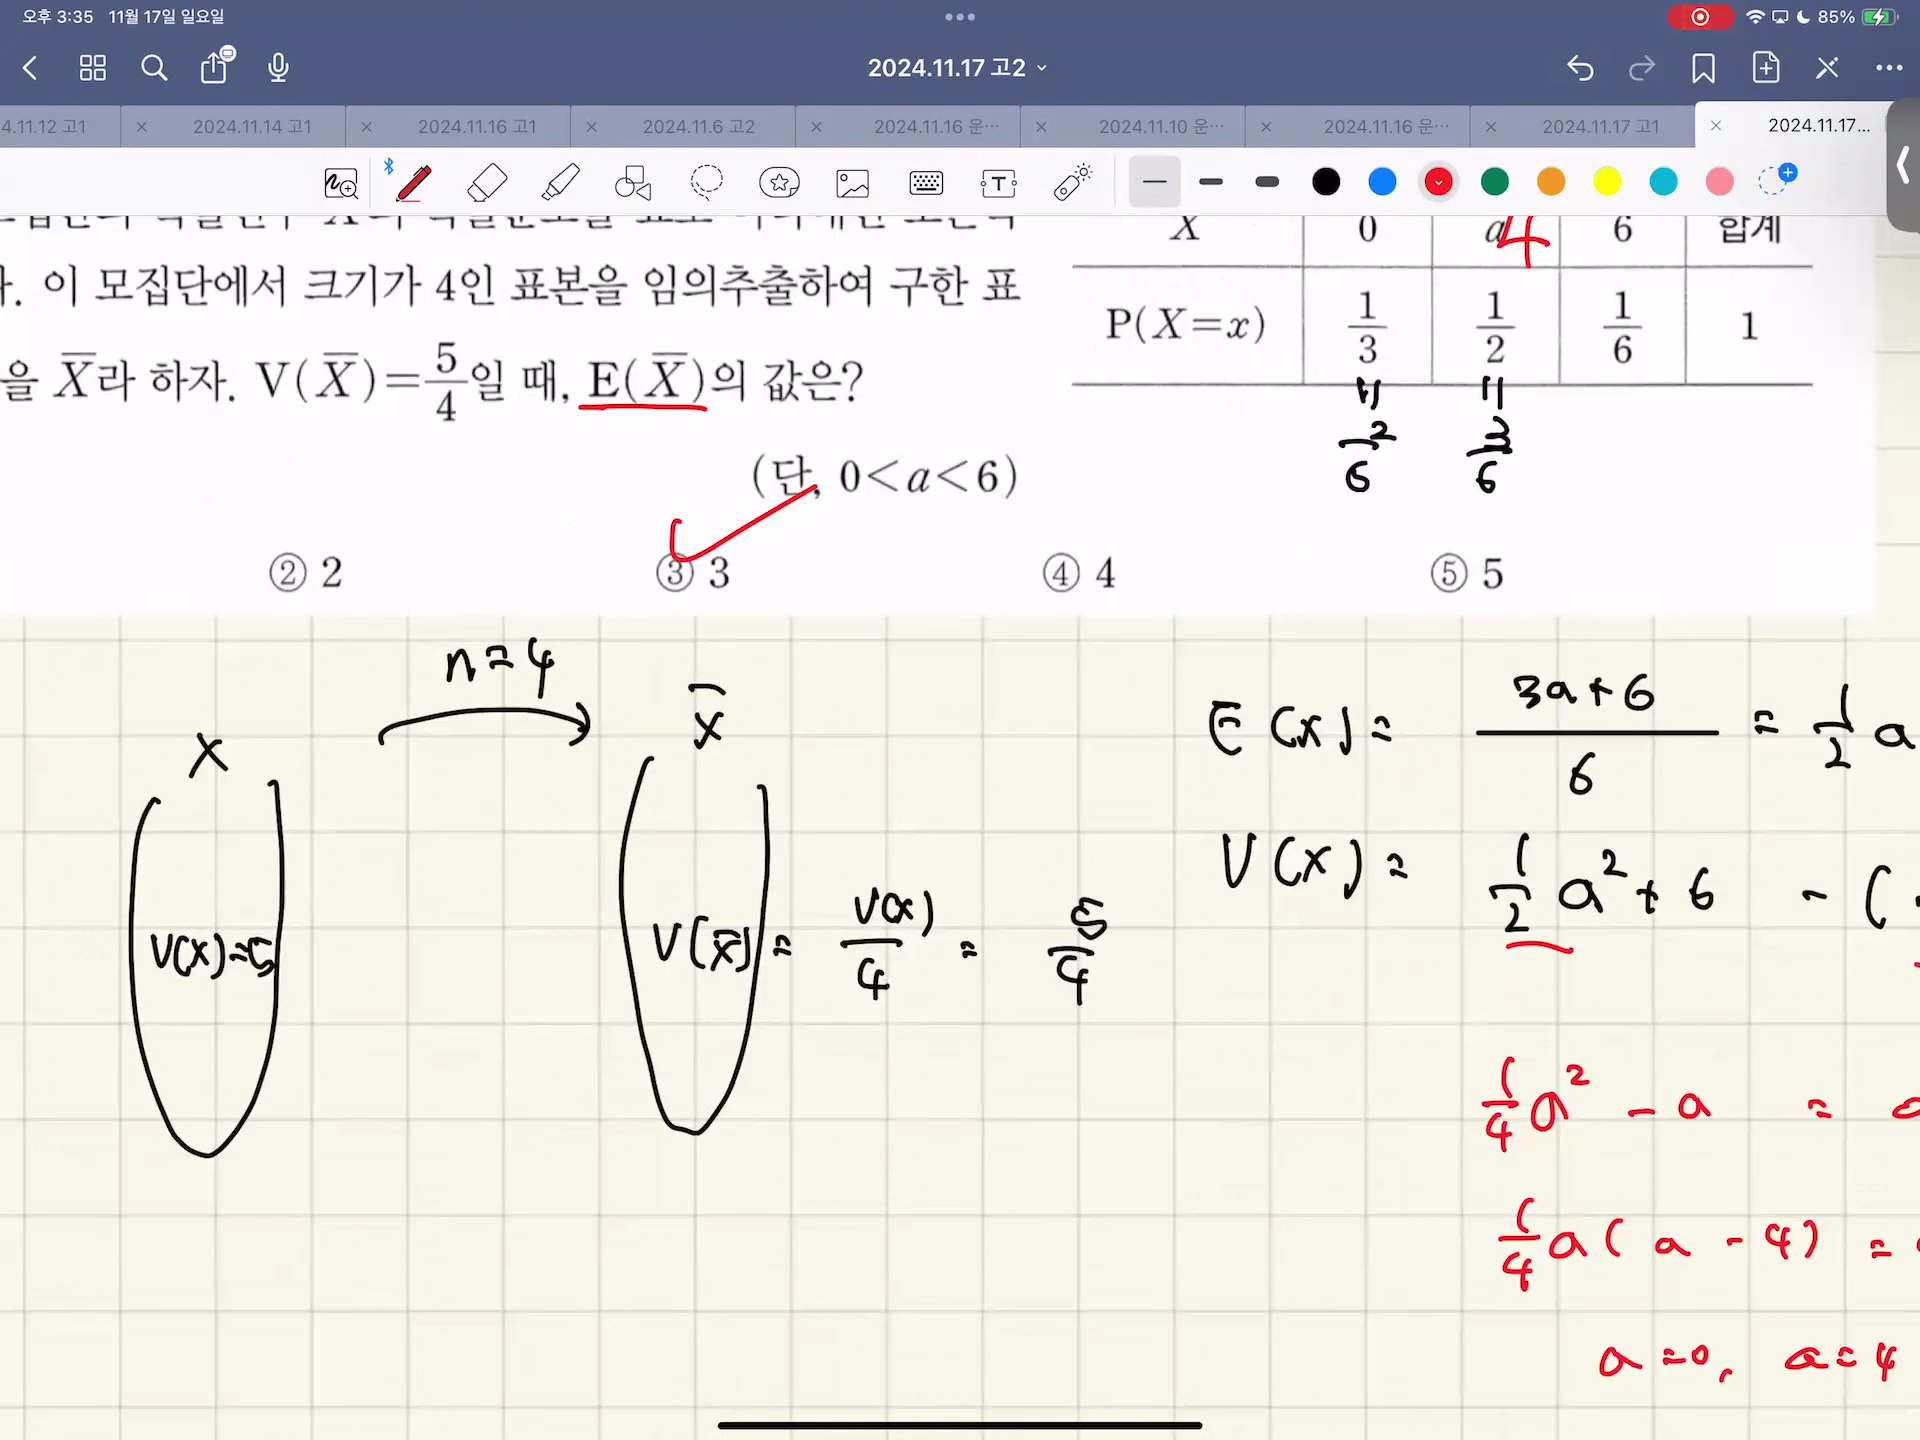 오후 3:35 11월 17일 일요일
85%
2024.11.17 고2
4.11.12 고1
2024.11.14 고1
2024.11.16 고1
2024.11.6 고2
2024.11.16 운…
2024.11.10 운…
2024.11.16 운…
2024.11.17 고1
2024.11.17...
X 0 a 4 6 합계
P(X=x) 1/3 1/2 1/6 1
= 2/6 = 3/6
이 모집단에서 크기가 4인 표본을 임의추출하여 구한 표
을 X̄라 하자. V(X̄)=5/4일 때, E(X̄)의 값은?
(단, 0<a<6)
② 2 ③ 3 ④ 4 ⑤ 5
n=4
X
X̄
V(X)=5
V(X̄) = V(X)/4 = 5/4
E(X) = (3a+6)/6 = 1/2 a
V(X) = 1/2 a² + 6 - (
1/4 a² - a =
1/4 a(a-4) =
a=0, a=4